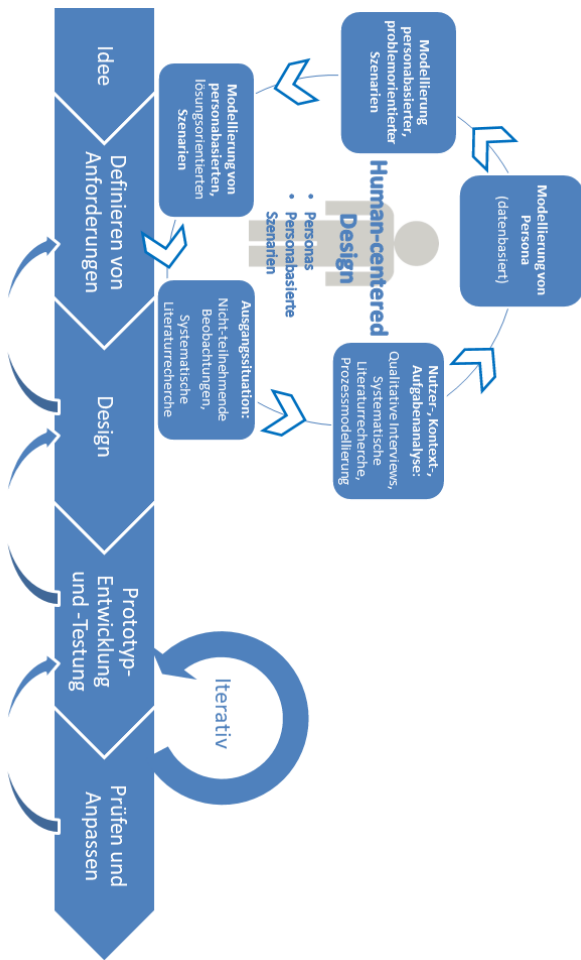 Modellierung von
Persona
(datenbasiert)
Modellierung
personabasierter,
problemorientierter
Szenarien
Nutzer-, Kontext-,
Aufgabenanalyse:
Qualitative Interviews,
Systematische
Literaturrecherche,
Prozessmodellierung
Human-centered
Design
• Personas
• Personabasierte
Szenarien
Modellierung von
personabasierten,
lösungsorientierten
Szenarien
Ausgangssituation:
Nicht-teilnehmende
Beobachtungen,
Systematische
Literaturrecherche
Iterativ
Idee
Definieren von
Anforderungen
Design
Prototyp-
Entwicklung
und -Testung
Prüfen und
Anpassen